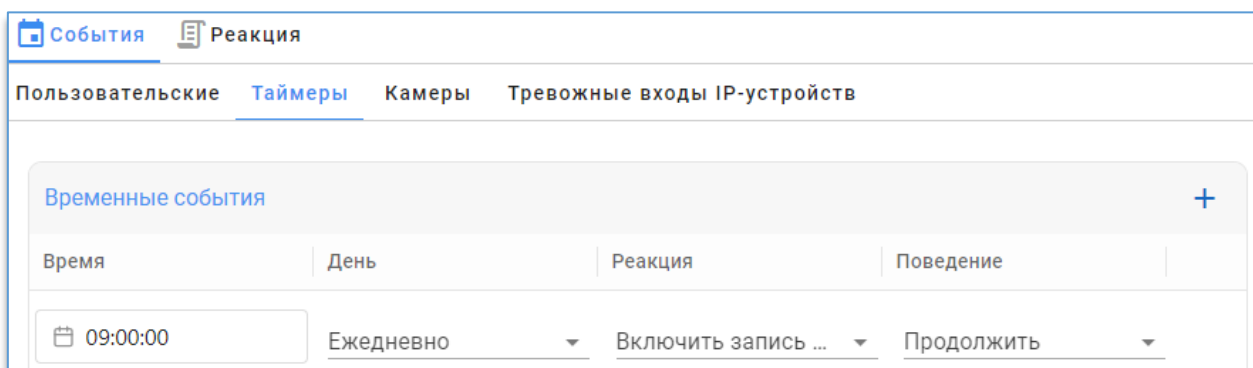 События Реакция
Пользовательские Таймеры Камеры Тревожные входы IP-устройств
Временные события +
Время День Реакция Поведение
09:00:00 Ежедневно Включить запись ... Продолжить